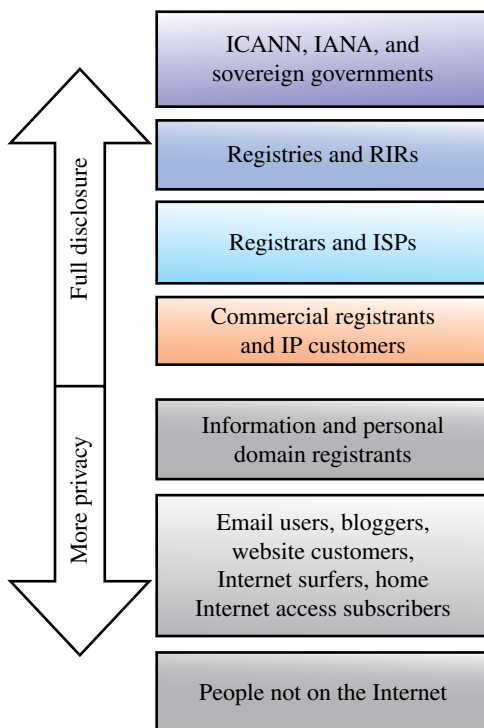 ICANN, IANA, and
sovereign governments
Registries and RIRs
Full disclosure
Registrars and ISPs
Commercial registrants
and IP customers
Information and personal
domain registrants
More privacy
Email users, bloggers,
website customers,
Internet surfers, home
Internet access subscribers
People not on the Internet